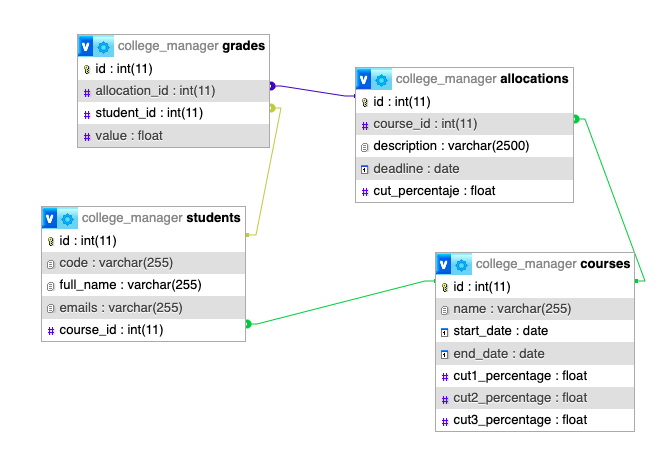 college_manager grades
id : int(11)
allocation_id : int(11)
student_id : int(11)
value : float
college_manager allocations
id : int(11)
course_id : int(11)
description : varchar(2500)
deadline : date
cut_percentaje : float
college_manager students
id : int(11)
code : varchar(255)
full_name : varchar(255)
emails : varchar(255)
course_id : int(11)
college_manager courses
id : int(11)
name : varchar(255)
start_date : date
end_date : date
cut1_percentage : float
cut2_percentage : float
cut3_percentage : float